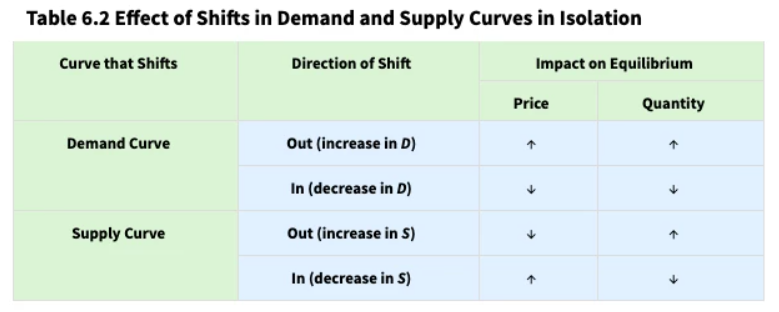 Table 6.2 Effect of Shifts in Demand and Supply Curves in Isolation
Curve that Shifts Direction of Shift Impact on Equilibrium
Price Quantity
Demand Curve Out (increase in D) ↑ ↑
In (decrease in D) ↓ ↓
Supply Curve Out (increase in S) ↓ ↑
In (decrease in S) ↑ ↓